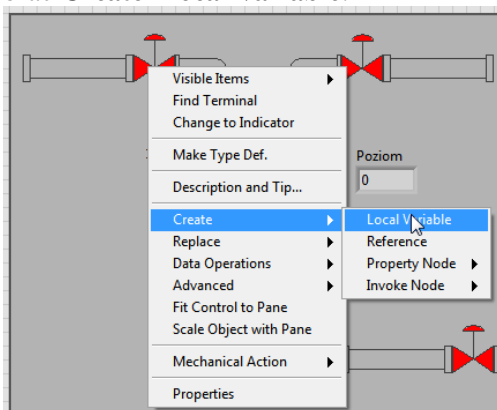 Visible Items
Find Terminal
Change to Indicator
Make Type Def.
Poziom
Description and Tip...
0
Create
Local Variable
Replace
Reference
Data Operations
Property Node
Advanced
Invoke Node
Fit Control to Pane
Scale Object with Pane
Mechanical Action
Properties